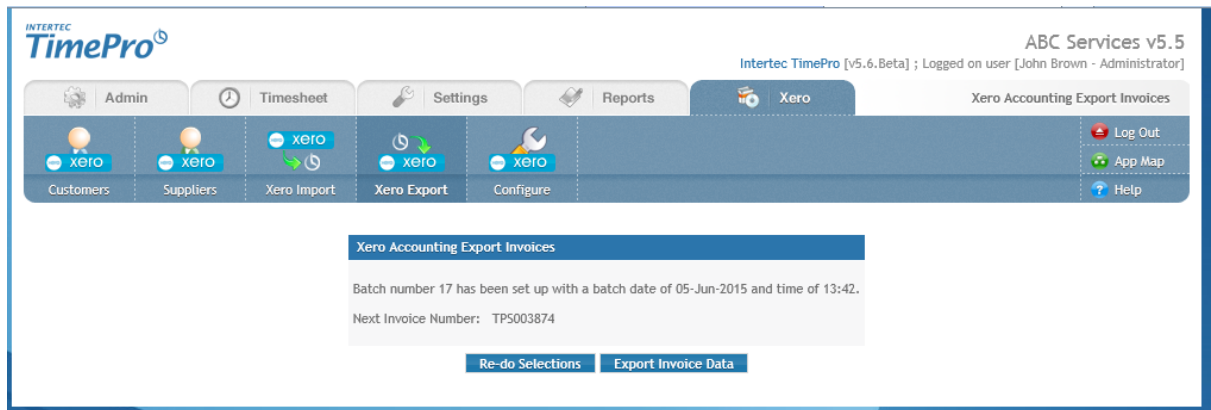 INTERTEC
TimePro
ABC Services v5.5
Intertec TimePro [v5.6.Beta] ; Logged on user [John Brown - Administrator]
Admin Timesheet Settings Reports Xero Xero Accounting Export Invoices
xero xero xero xero xero
Log Out
App Map
Customers Suppliers Xero Import Xero Export Configure Help
Xero Accounting Export Invoices
Batch number 17 has been set up with a batch date of 05-Jun-2015 and time of 13:42.
Next Invoice Number: TPS003874
Re-do Selections Export Invoice Data